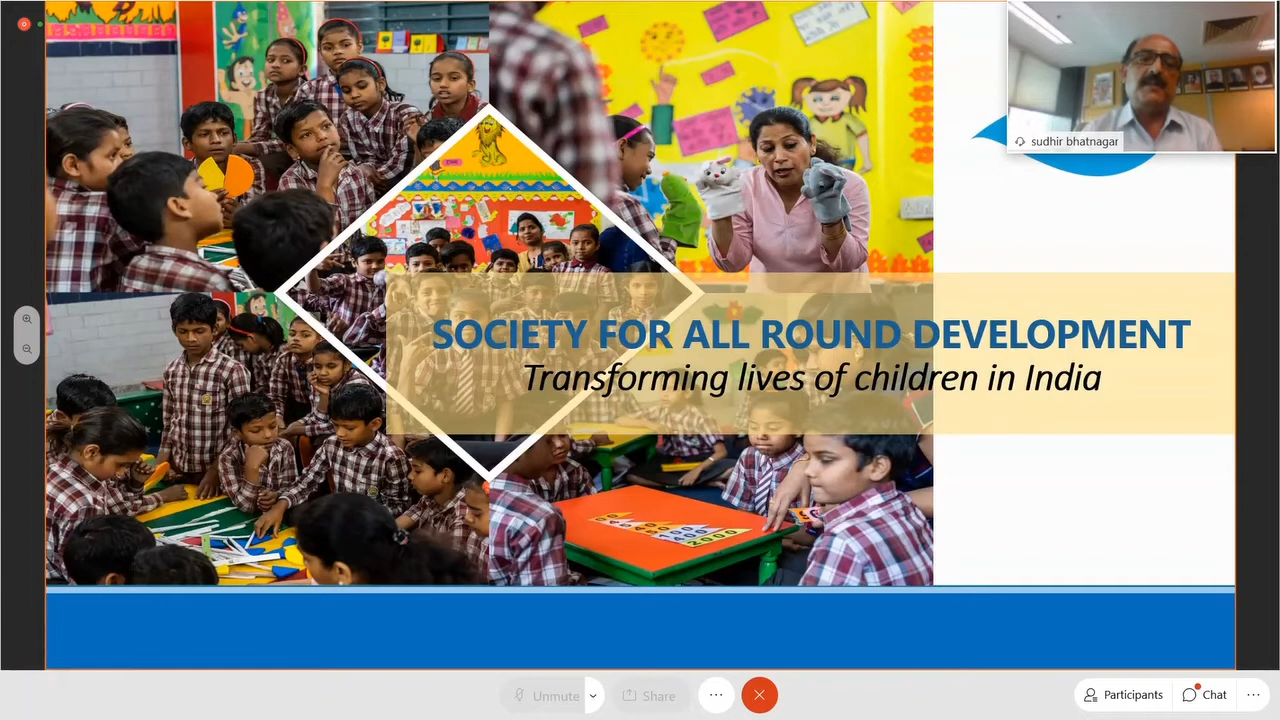 sudhir bhatnagar
SOCIETY FOR ALL ROUND DEVELOPMENT
Transforming lives of children in India
Unmute
Share
Participants
Chat